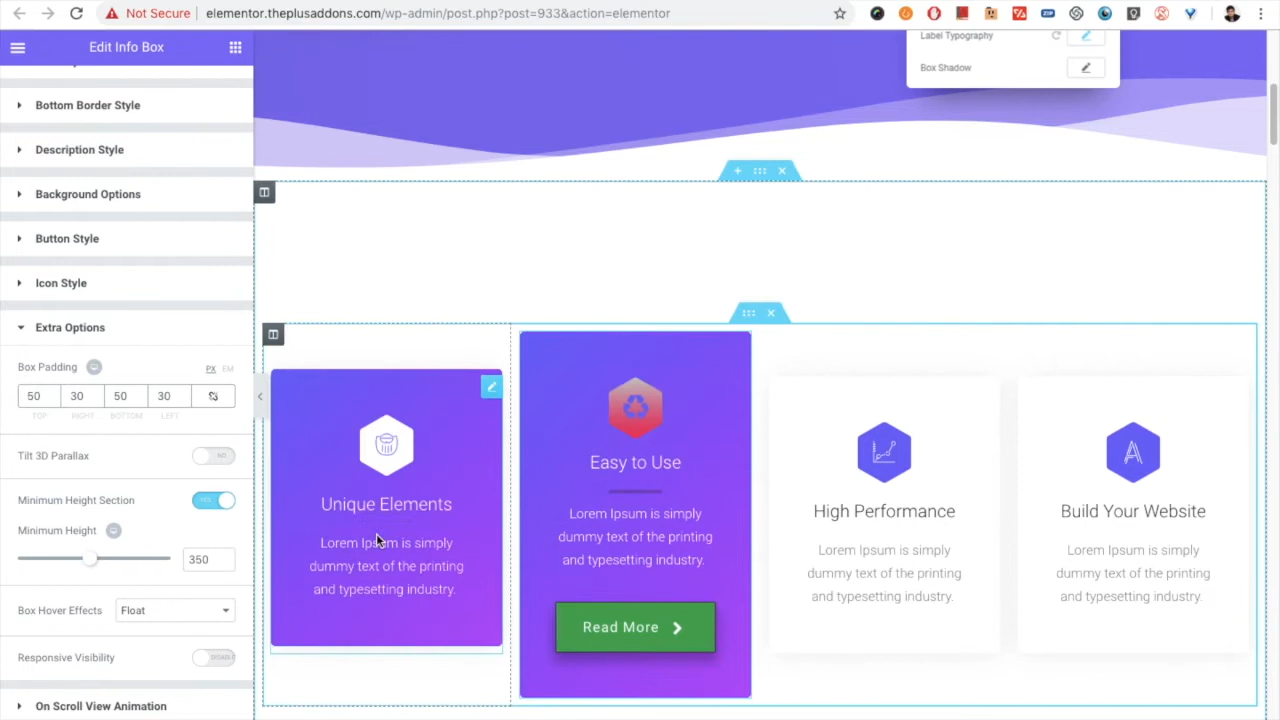 Not Secure
elementor.theplusaddons.com/wp-admin/post.php?post=933&action=elementor
ZIP
Edit Info Box
Bottom Border Style
Description Style
Background Options
Button Style
Icon Style
Extra Options
Box Padding
PX EM
50 30 50 30
TOP RIGHT BOTTOM LEFT
Tilt 3D Parallax
NO
Minimum Height Section
YES
Minimum Height
350
Box Hover Effects
Float
Responsive Visibility
On Scroll View Animation
Label Typography
Box Shadow
Unique Elements
Lorem Ipsum is simply
dummy text of the printing
and typesetting industry.
Easy to Use
Lorem Ipsum is simply
dummy text of the printing
and typesetting industry.
Read More
High Performance
Lorem Ipsum is simply
dummy text of the printing
and typesetting industry.
Build Your Website
Lorem Ipsum is simply
dummy text of the printing
and typesetting industry.